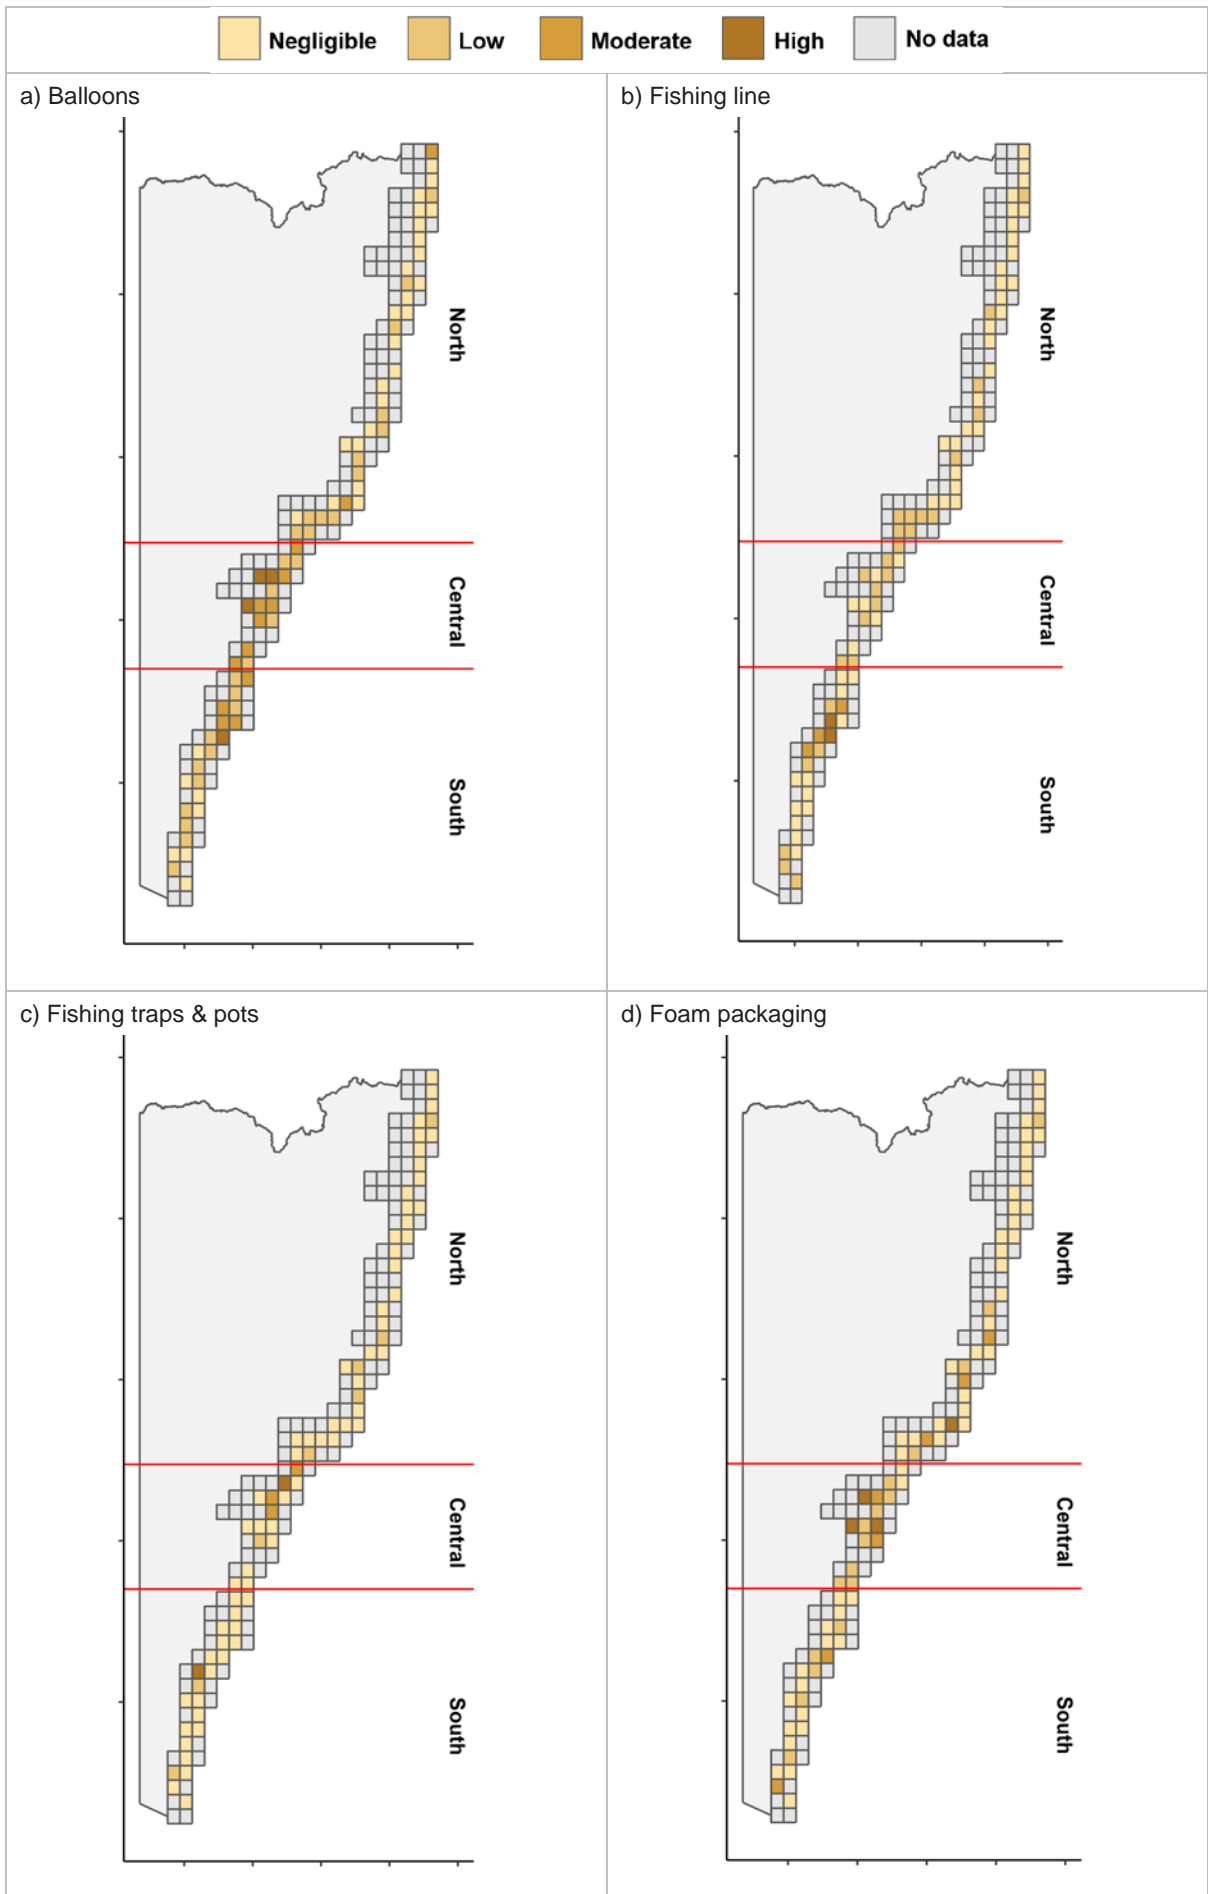 Negligible Low Moderate High No data
a) Balloons
b) Fishing line
North
North
Central
Central
South
South
c) Fishing traps & pots
d) Foam packaging
North
North
Central
Central
South
South